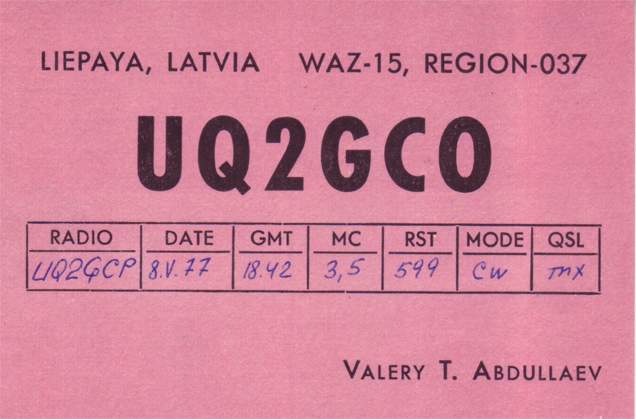 LIEPAYA, LATVIA WAZ-15, REGION-037
UQ2GCO
RADIO DATE GMT MC RST MODE QSL
UQ2GCP 8.V.77 18.42 3,5 599 CW TNX
VALERY T. ABDULLAEV